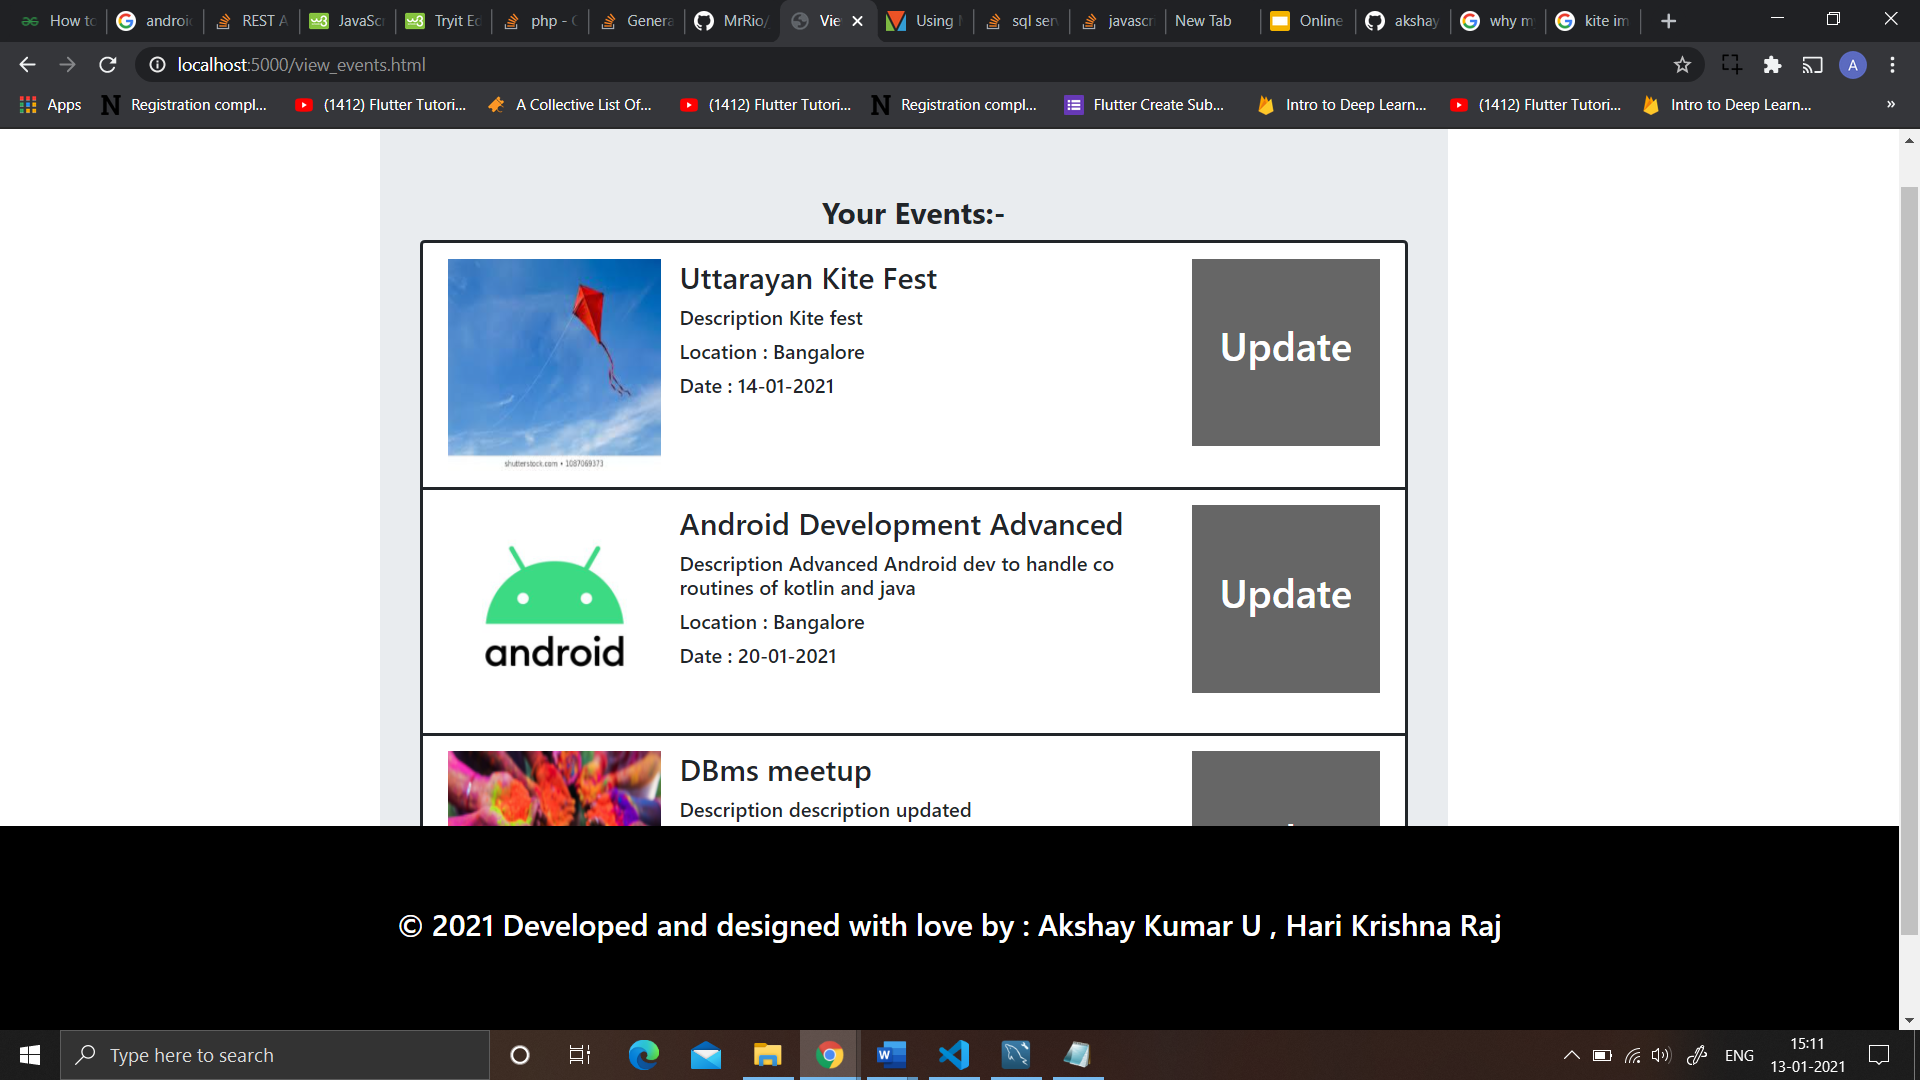 How to
android
REST A
JavaScr
Tryit Ed
php - C
Genera
MrRio/
Vie
Using
sql serv
javascri
New Tab
Online
akshay
why m
kite im
localhost:5000/view_events.html
A
Apps
Registration compl...
(1412) Flutter Tutori...
A Collective List Of...
(1412) Flutter Tutori...
Registration compl...
Flutter Create Sub...
Intro to Deep Learn...
(1412) Flutter Tutori...
Intro to Deep Learn...
»
Your Events:-
Uttarayan Kite Fest
Description Kite fest
Location : Bangalore
Date : 14-01-2021
Update
shutterstock.com • 1087069373
Android Development Advanced
Description Advanced Android dev to handle co
routines of kotlin and java
Location : Bangalore
Date : 20-01-2021
Update
android
DBms meetup
Description description updated
© 2021 Developed and designed with love by : Akshay Kumar U , Hari Krishna Raj
Type here to search
ENG
15:11
13-01-2021